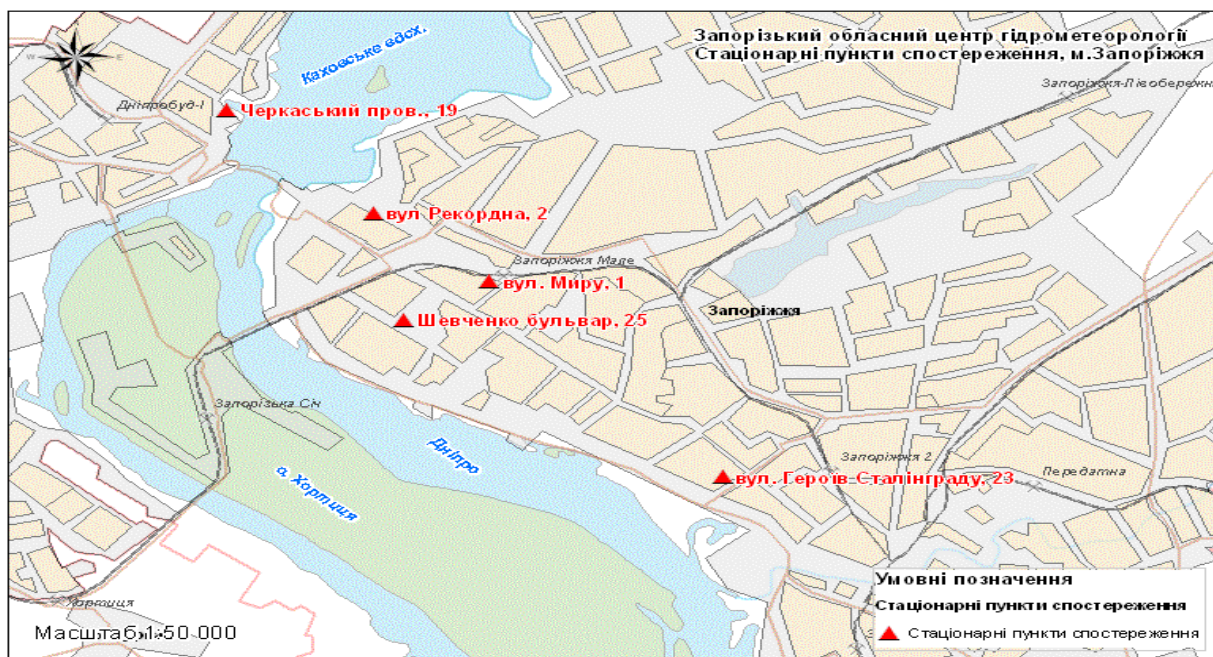 Запорізький обласний центр гідрометеорології
Стаціонарні пункти спостереження, м.Запоріжжя
W E
Каховське вдсх.
Дніпробуд-І
Черкаський пров., 19
Запоріжжя-Лівобережн
вул Рекордна, 2
Запоріжжя Мале
вул. Миру, 1
Запоріжжя
Шевченко бульвар, 25
Запорізька Січ
Дніпро
о. Хортиця
Запоріжжя 2
Передатна
вул. Героїв Сталінграду, 23
Хортиця
Масштаб 1:50 000
Умовні позначення
Стаціонарні пункти спостереження
Стаціонарні пункти спостереження